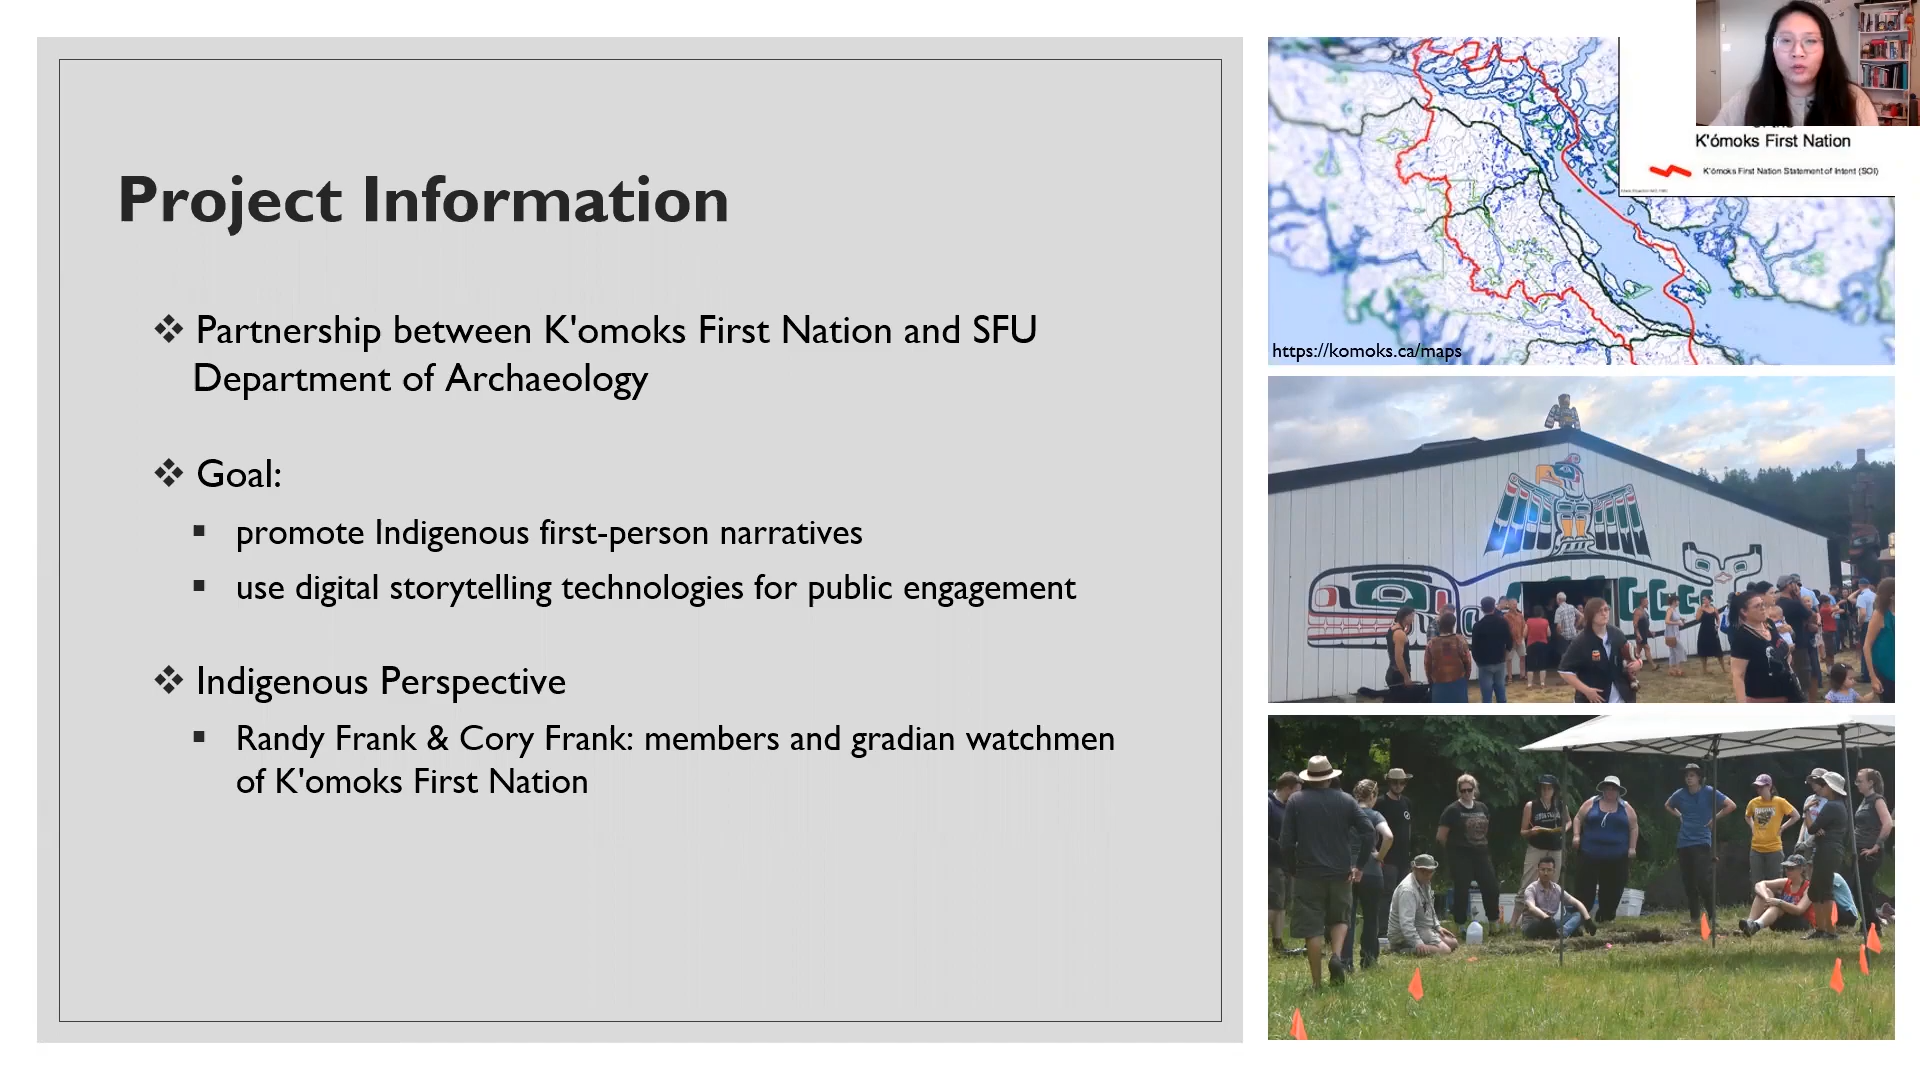 Project Information
Partnership between K'omoks First Nation and SFU
Department of Archaeology
Goal:
promote Indigenous first-person narratives
use digital storytelling technologies for public engagement
Indigenous Perspective
Randy Frank & Cory Frank: members and gradian watchmen
of K'omoks First Nation
K'ómoks First Nation
K'ómoks First Nation Statement of Intent (SOI)
https://komoks.ca/maps